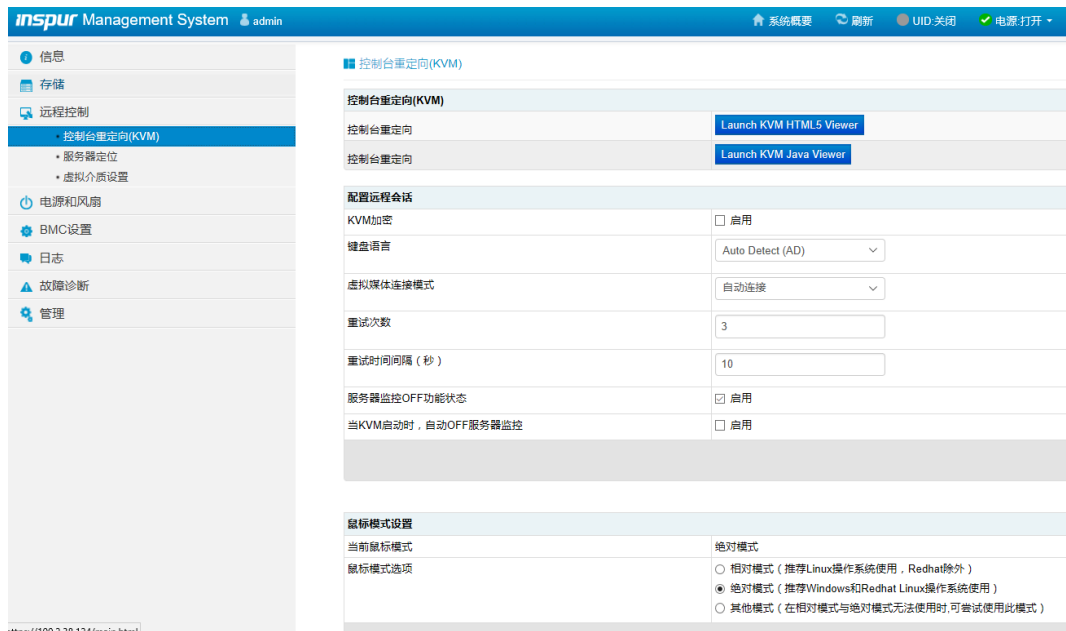 inspur Management System admin 系统概要 刷新 UID:关闭 电源:打开
信息
存储
远程控制
控制台重定向(KVM)
服务器定位
虚拟介质设置
电源和风扇
BMC设置
日志
故障诊断
管理
控制台重定向(KVM)
控制台重定向(KVM)
控制台重定向 Launch KVM HTML5 Viewer
控制台重定向 Launch KVM Java Viewer
配置远程会话
KVM加密 启用
键盘语言 Auto Detect (AD)
虚拟媒体连接模式 自动连接
重试次数 3
重试时间间隔（秒） 10
服务器监控OFF功能状态 启用
当KVM启动时，自动OFF服务器监控 启用
鼠标模式设置
当前鼠标模式 绝对模式
鼠标模式选项 相对模式（推荐Linux操作系统使用，Redhat除外）
绝对模式（推荐Windows和Redhat Linux操作系统使用）
其他模式（在相对模式与绝对模式无法使用时,可尝试使用此模式）